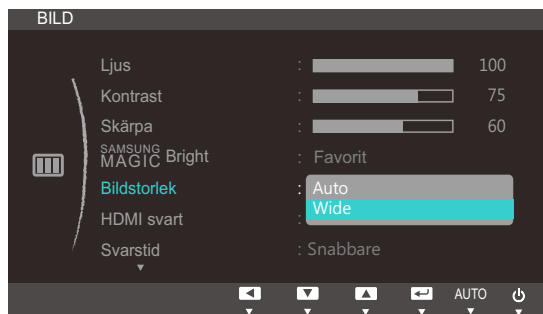 BILD
Ljus : 100
Kontrast : 75
Skärpa : 60
SAMSUNG MAGIC Bright : Favorit
Bildstorlek : Auto
Wide
HDMI svart :
Svarstid : Snabbare
AUTO